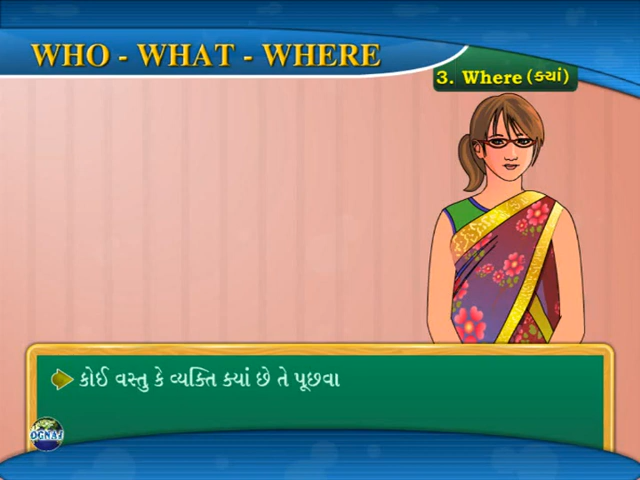 WHO - WHAT - WHERE
3. Where (ક્યાં)
કોઈ વસ્તુ કે વ્યક્તિ ક્યાં છે તે પૂછવા